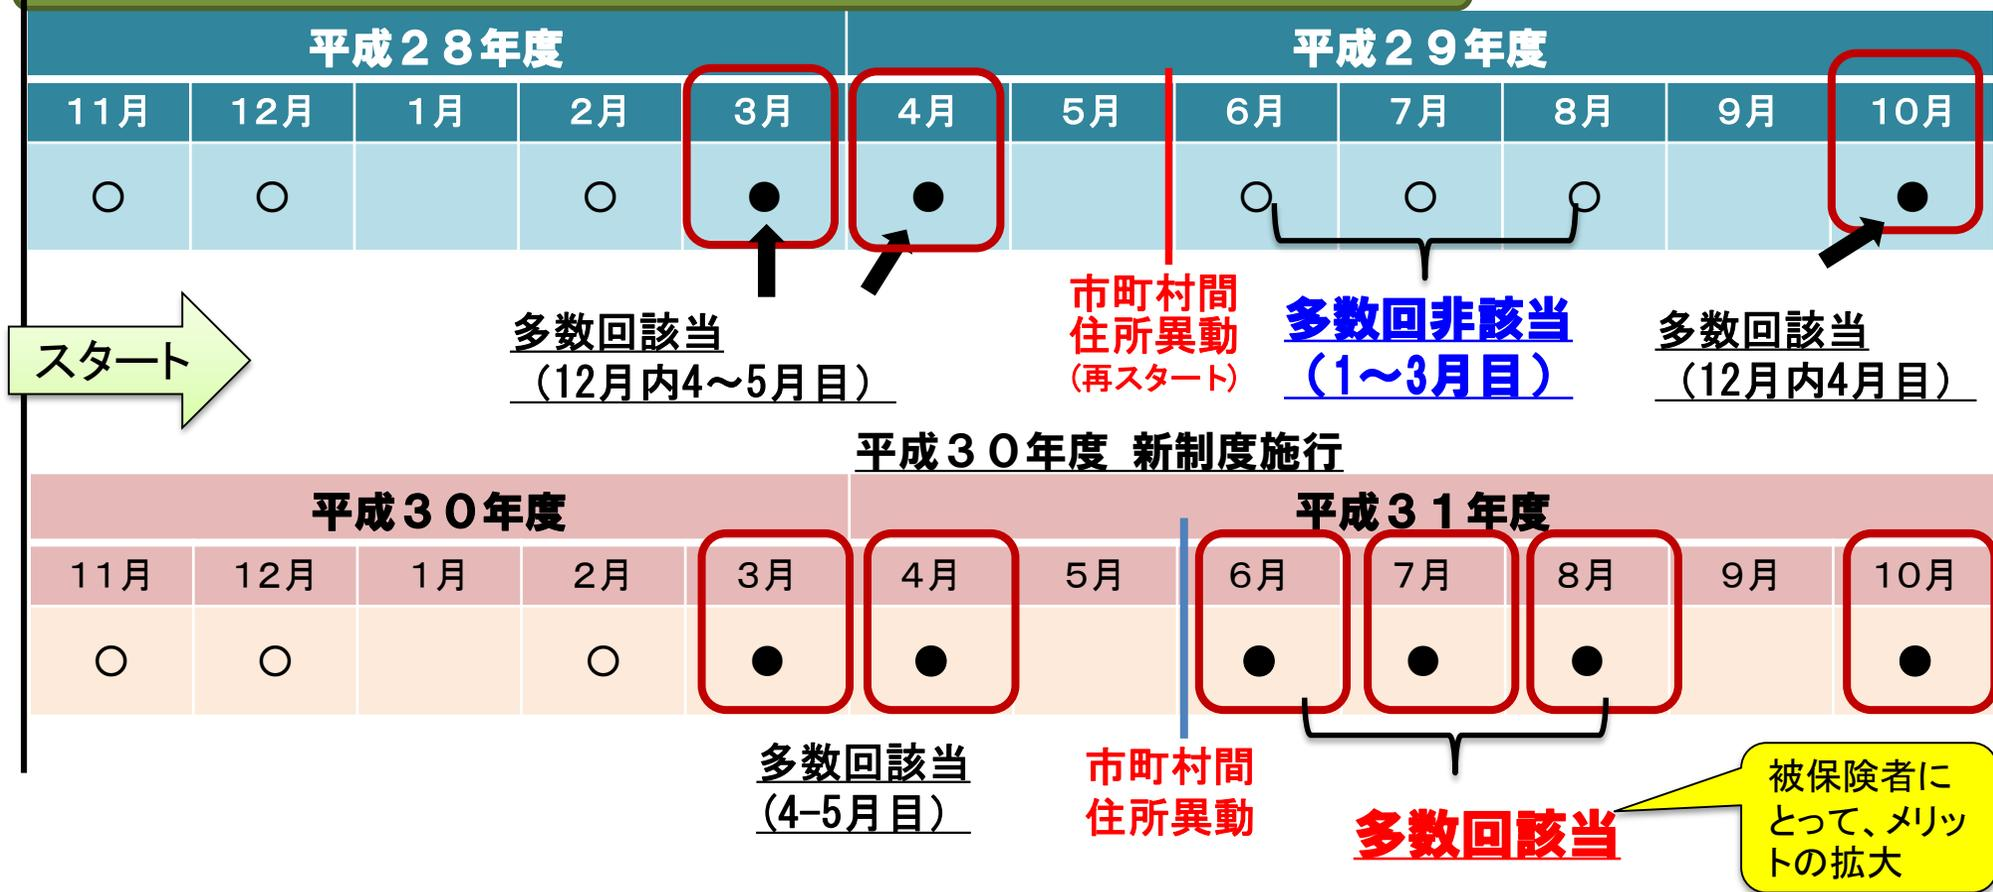 平成２８年度 平成２９年度
11月 12月 1月 2月 3月 4月 5月 6月 7月 8月 9月 10月
○ ○ ○ ● ● ○ ○ ○ ●
スタート
多数回該当
（12月内4～5月目）
市町村間
住所異動
（再スタート）
多数回非該当
（1～3月目）
多数回該当
（12月内4月目）
平成３０年度 新制度施行
平成３０年度 平成３１年度
11月 12月 1月 2月 3月 4月 5月 6月 7月 8月 9月 10月
○ ○ ○ ● ● ● ● ● ●
多数回該当
（4−5月目）
市町村間
住所異動
多数回該当
被保険者に
とって、メリッ
トの拡大